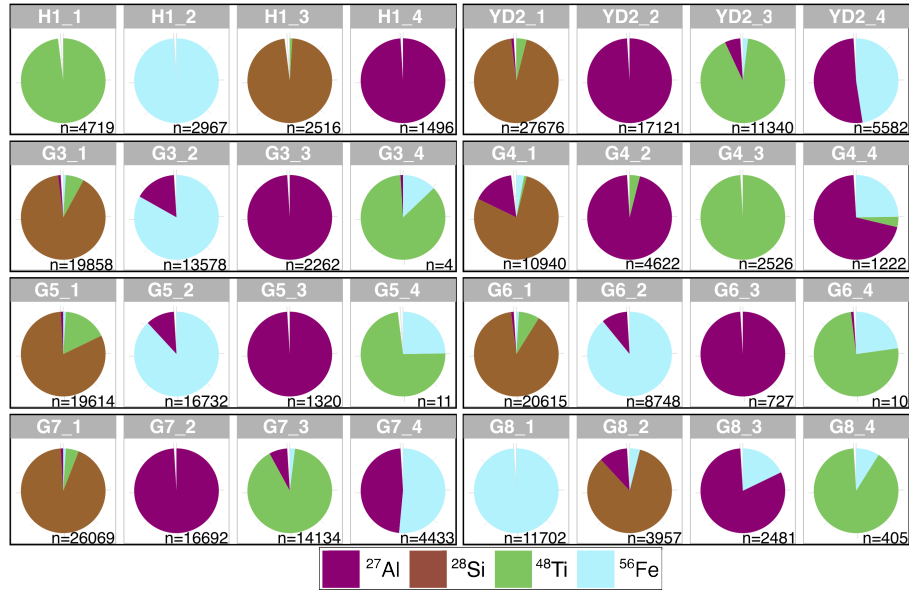 H1_1 H1_2 H1_3 H1_4 YD2_1 YD2_2 YD2_3 YD2_4
n=4719 n=2967 n=2516 n=1496 n=27676 n=17121 n=11340 n=5582
G3_1 G3_2 G3_3 G3_4 G4_1 G4_2 G4_3 G4_4
n=19858 n=13578 n=2262 n=4 n=10940 n=4622 n=2526 n=1222
G5_1 G5_2 G5_3 G5_4 G6_1 G6_2 G6_3 G6_4
n=19614 n=16732 n=1320 n=11 n=20615 n=8748 n=727 n=10
G7_1 G7_2 G7_3 G7_4 G8_1 G8_2 G8_3 G8_4
n=26069 n=16692 n=14134 n=4433 n=11702 n=3957 n=2481 n=405
²⁷Al ²⁸Si ⁴⁸Ti ⁵⁶Fe